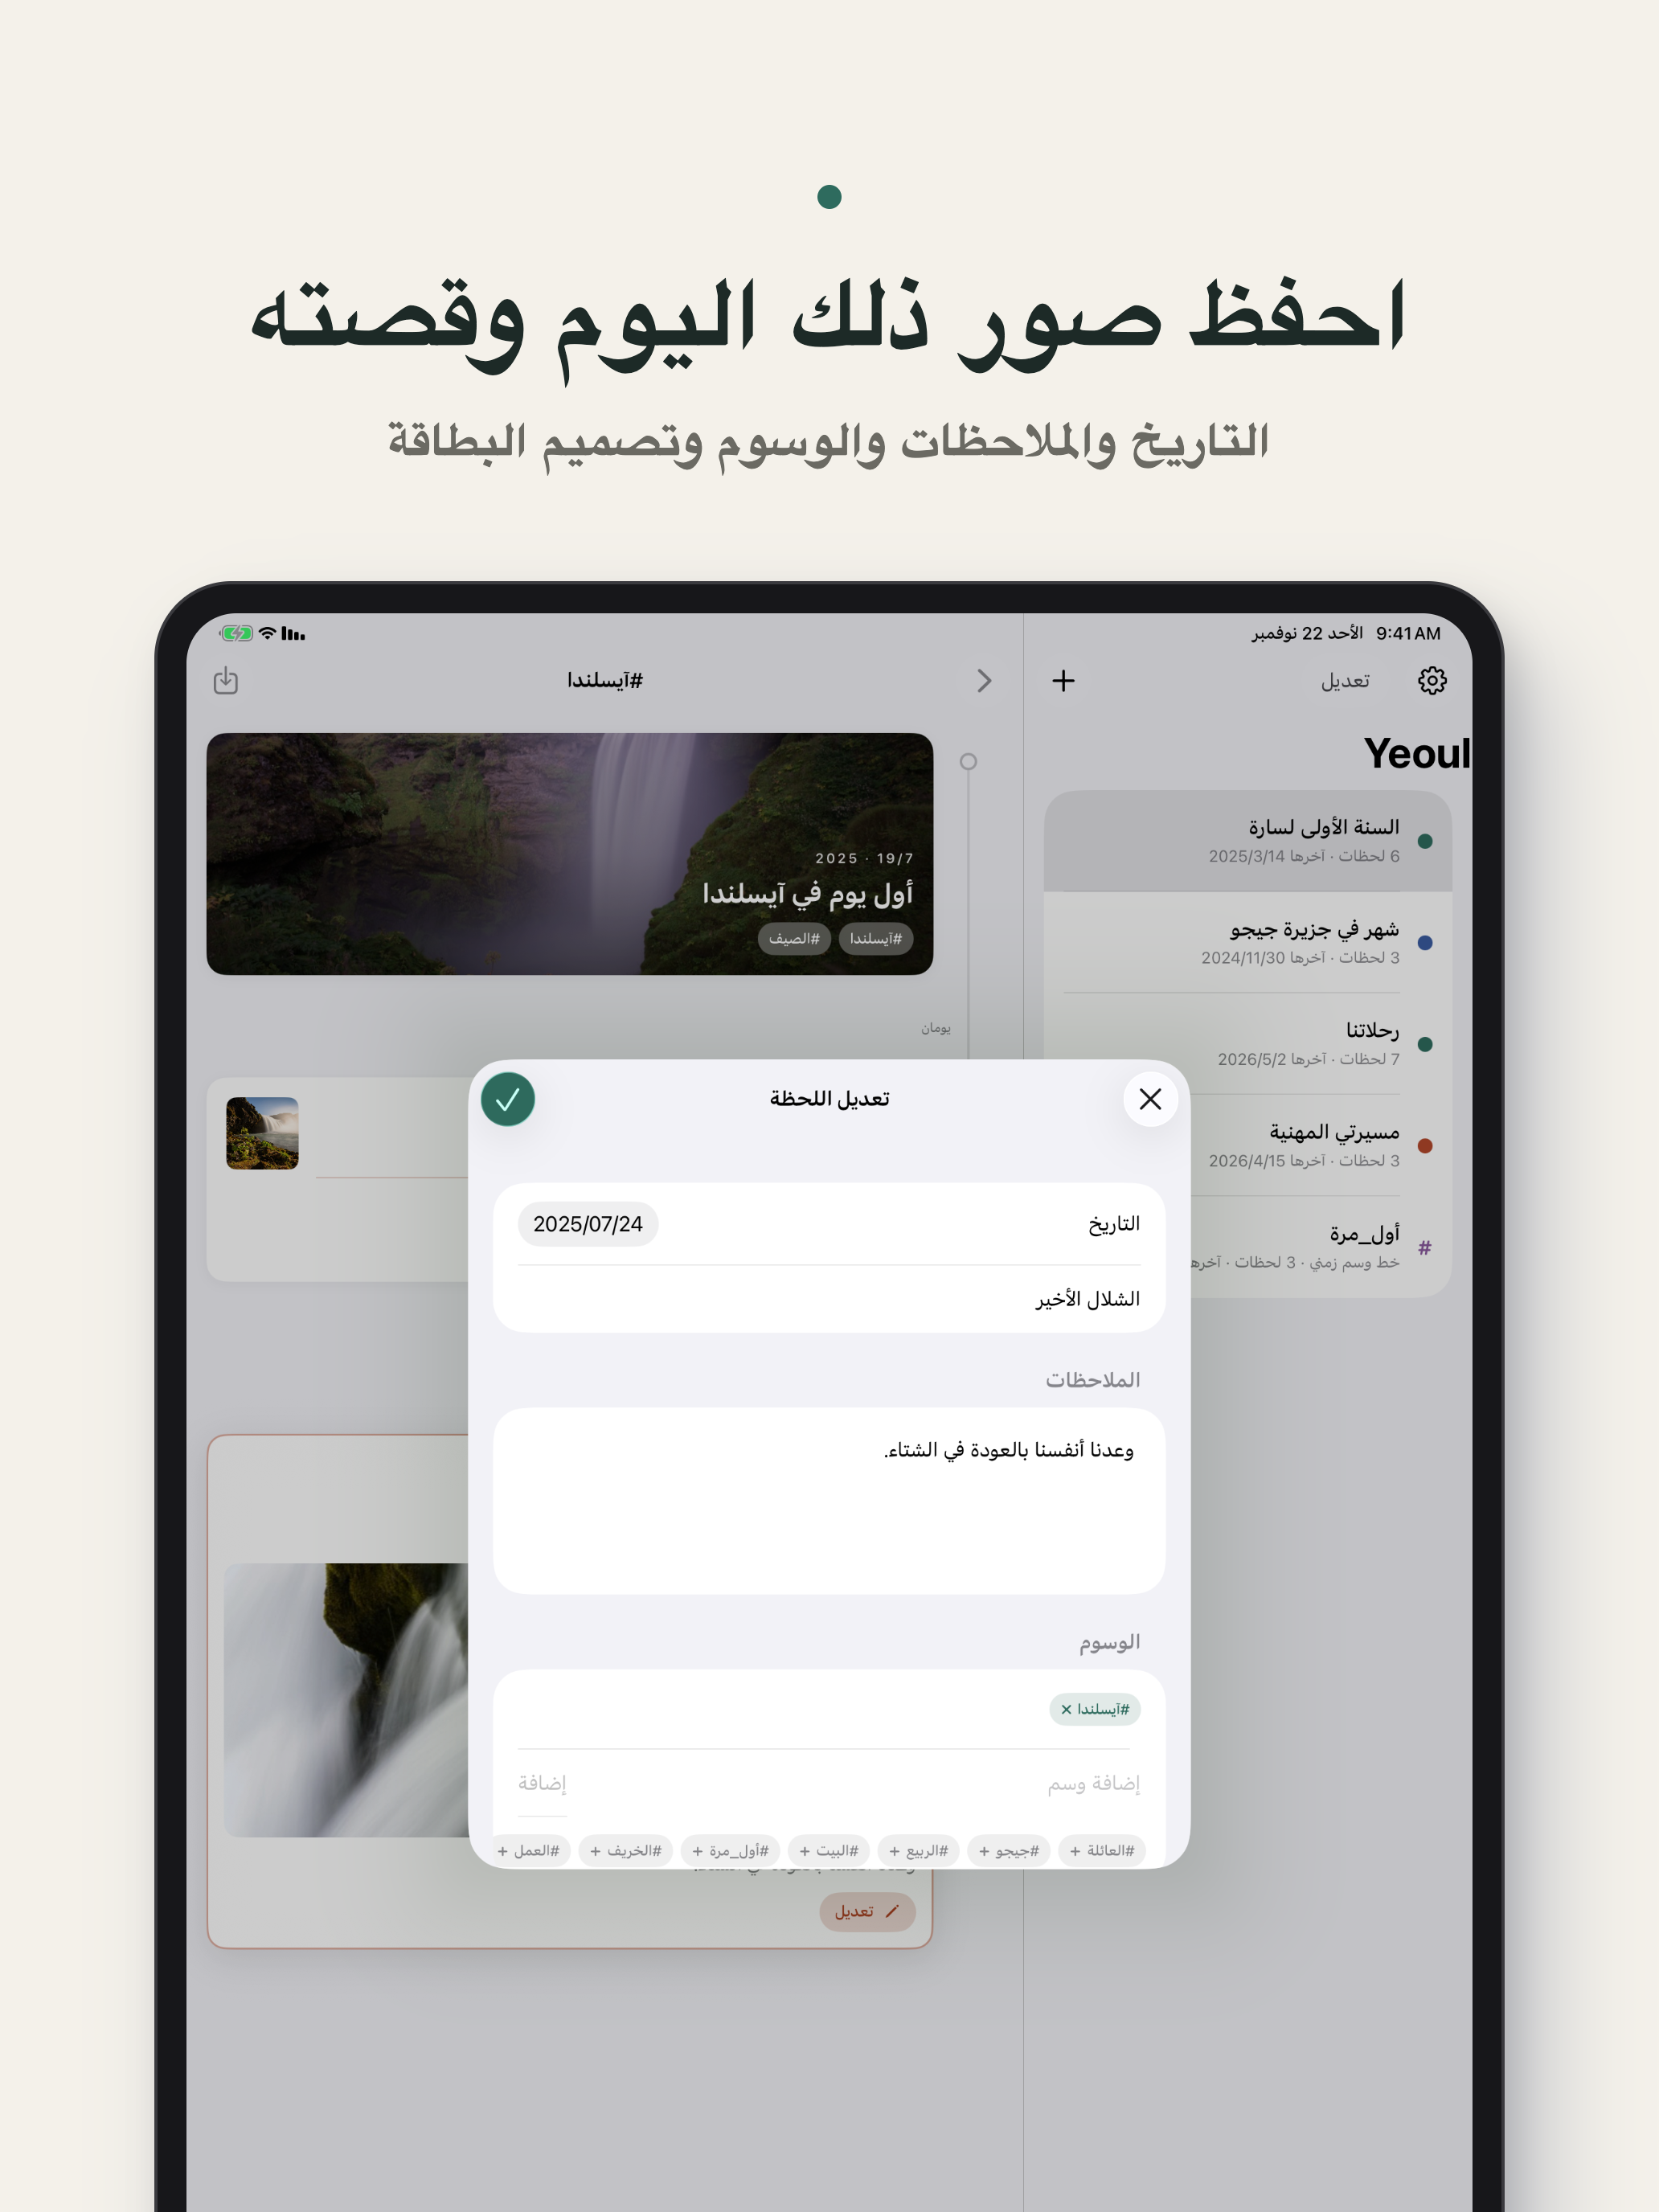 احفظ صور ذلك اليوم وقصته
التاريخ والملاحظات والوسوم وتصميم البطاقة
9:41 AM الأحد 22 نوفمبر
تعديل
Yeoul
السنة الأولى لسارة
6 لحظات · آخرها 2025/3/14
شهر في جزيرة جيجو
3 لحظات · آخرها 2024/11/30
رحلاتنا
7 لحظات · آخرها 2026/5/2
مسيرتي المهنية
3 لحظات · آخرها 2026/4/15
# أول_مرة
خط وسم زمني · 3 لحظات · آخرها
#آيسلندا
19/7 · 2025
أول يوم في آيسلندا
#آيسلندا #الصيف
يومان
تعديل اللحظة
التاريخ 2025/07/24
الشلال الأخير
الملاحظات
وعدنا أنفسنا بالعودة في الشتاء.
الوسوم
#آيسلندا ×
إضافة وسم إضافة
#العائلة + #جيجو + #الربيع + #البيت + #أول_مرة + #الخريف + #العمل +
تعديل